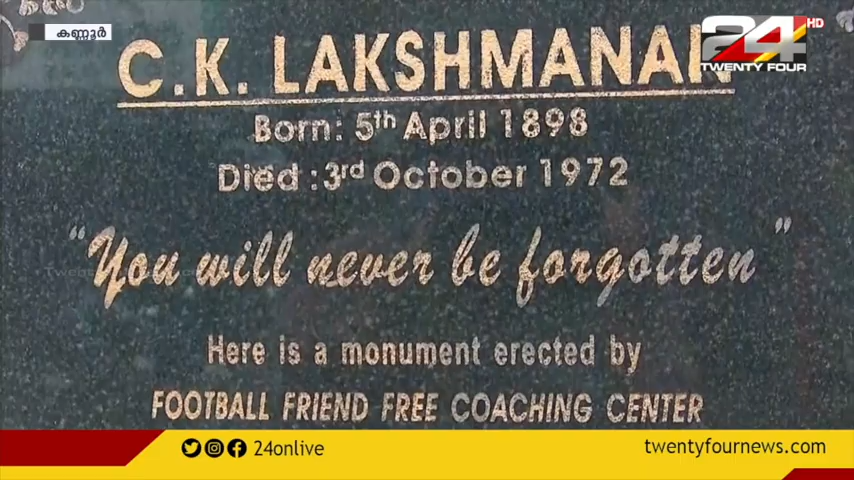 കണ്ണൂർ
24 HD
TWENTY FOUR
C.K. LAKSHMANAN
Born: 5th April 1898
Died :3rd October 1972
"You will never be forgotten"
Here is a monument erected by
FOOTBALL FRIEND FREE COACHING CENTER
24onlive
twentyfournews.com